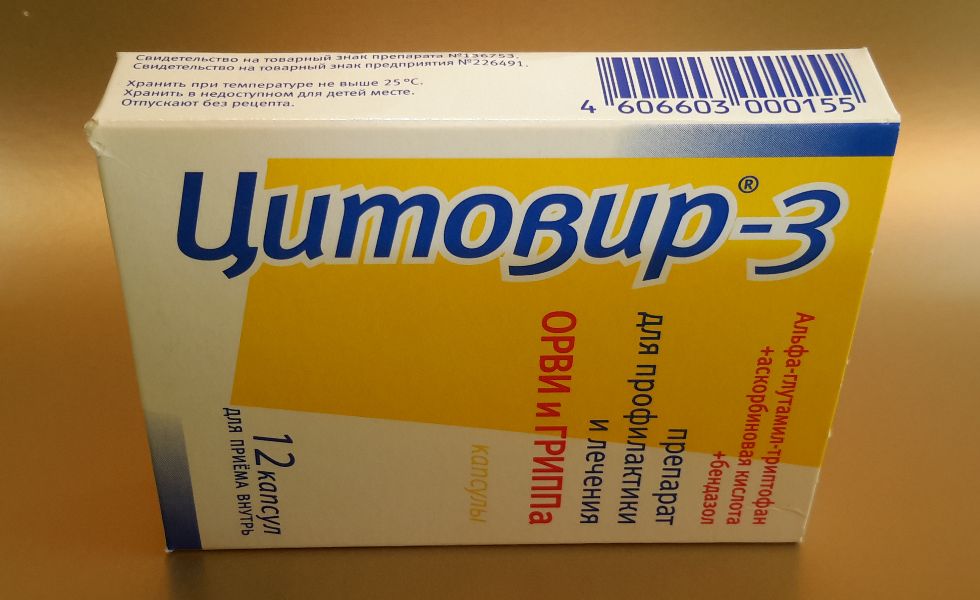 Свидетельство на товарный знак препарата №136753.
Свидетельство на товарный знак предприятия №226491.
Хранить при температуре не выше 25 °С.
Хранить в недоступном для детей месте.
Отпускают без рецепта.
4 606603 000155
Цитовир®-3
Альфа-глутамил-триптофан
+аскорбиновая кислота
+бендазол
препарат
для профилактики
и лечения
ОРВИ и ГРИППа
капсулы
12 капсул
для приёма внутрь